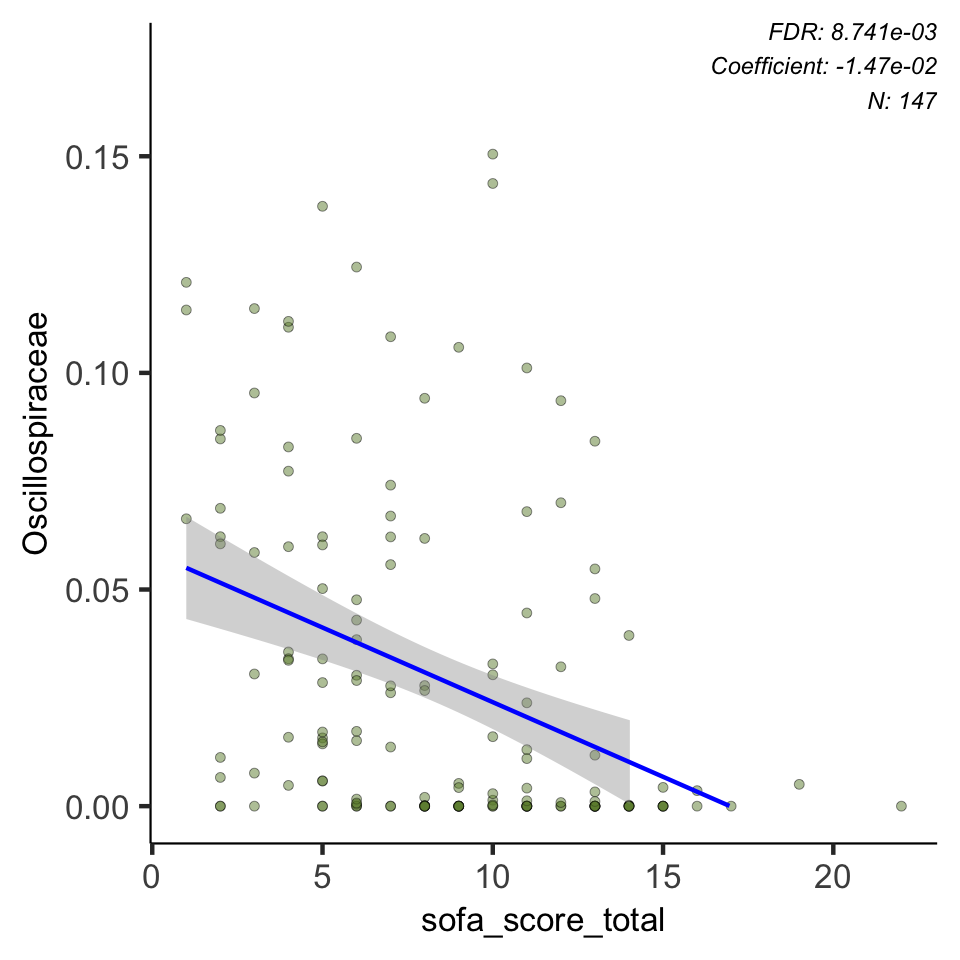 FDR: 8.741e-03
Coefficient: -1.47e-02
N: 147
0.15
0.10
0.05
0.00
Oscillospiraceae
0 5 10 15 20
sofa_score_total